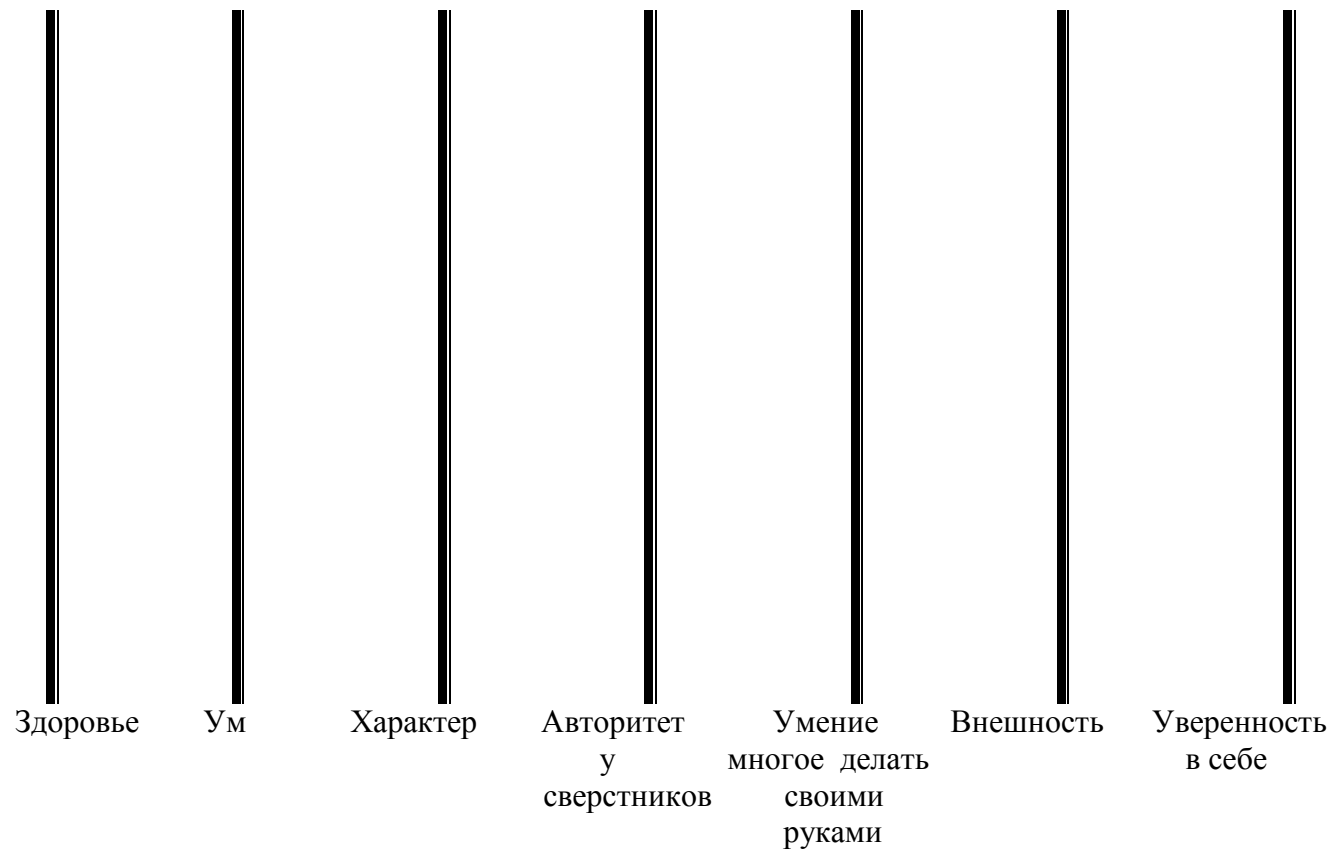 Здоровье Ум Характер Авторитет Умение Внешность Уверенность
у многое делать в себе
сверстников своими
руками